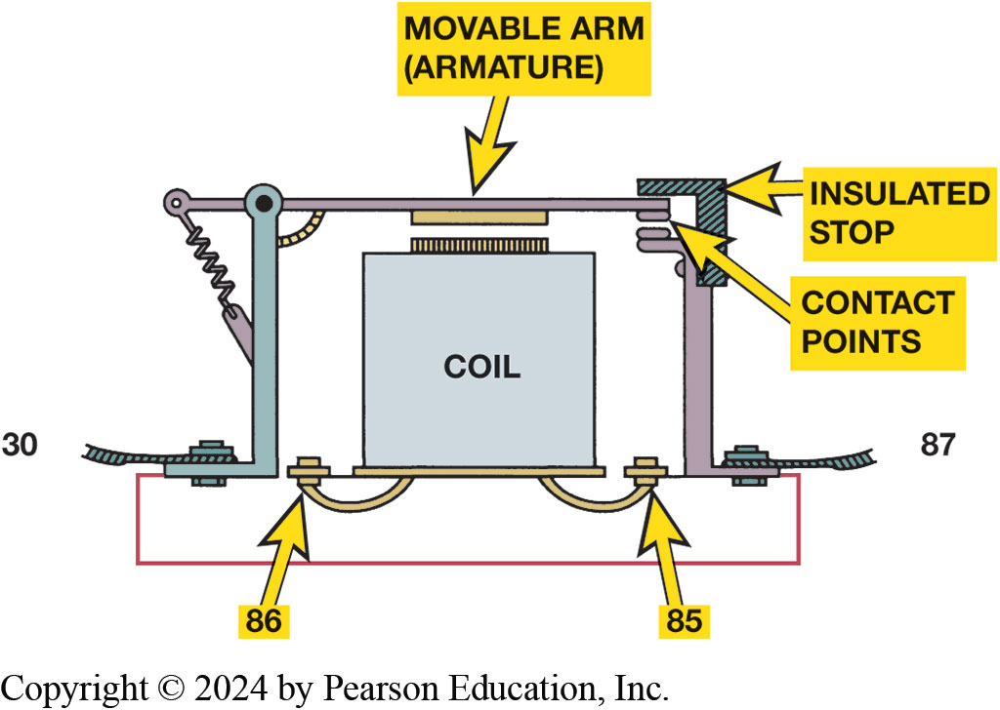 MOVABLE ARM
(ARMATURE)
INSULATED
STOP
CONTACT
POINTS
COIL
30
87
86
85
Copyright © 2024 by Pearson Education, Inc.